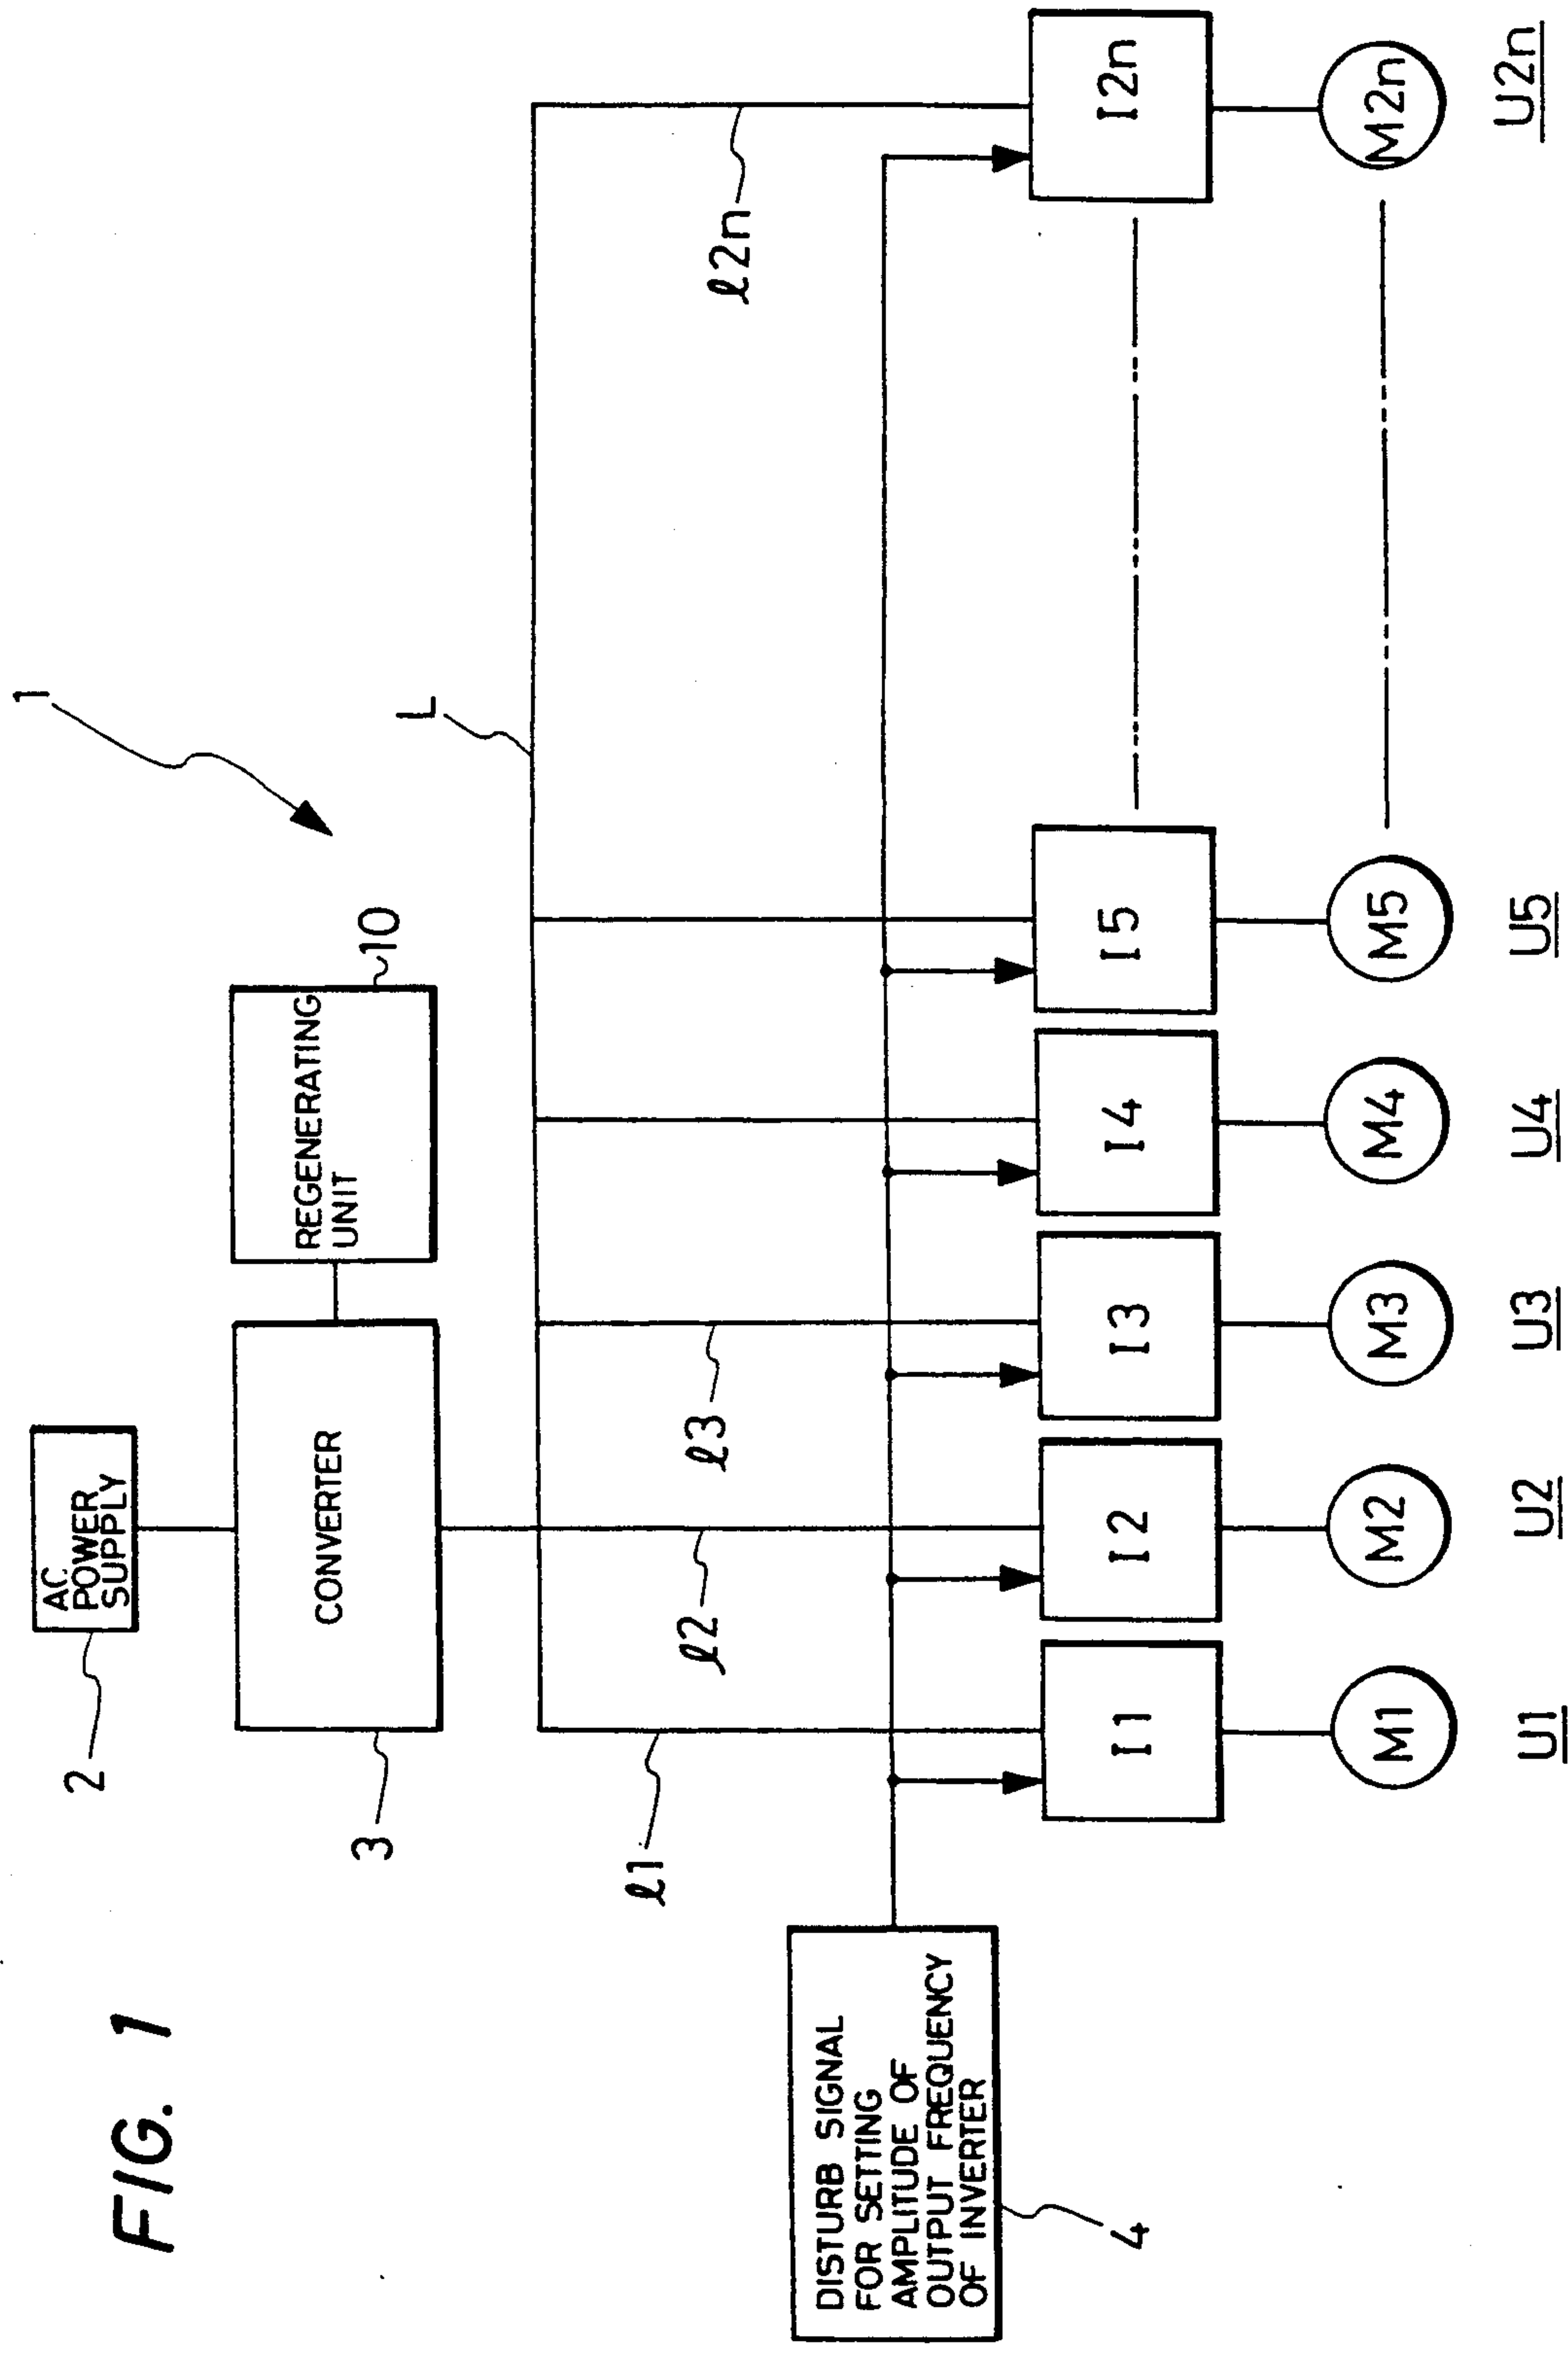 FIG. 1
1
2
AC
POWER
SUPPLY
3
CONVERTER
REGENERATING
UNIT
10
L
ℓ1
ℓ2
ℓ3
ℓ2n
DISTURB SIGNAL
FOR SETTING
AMPLITUDE OF
OUTPUT FREQUENCY
OF INVERTER
4
I1
I2
I3
I4
I5
I2n
M1
M2
M3
M4
M5
M2n
U1
U2
U3
U4
U5
U2n